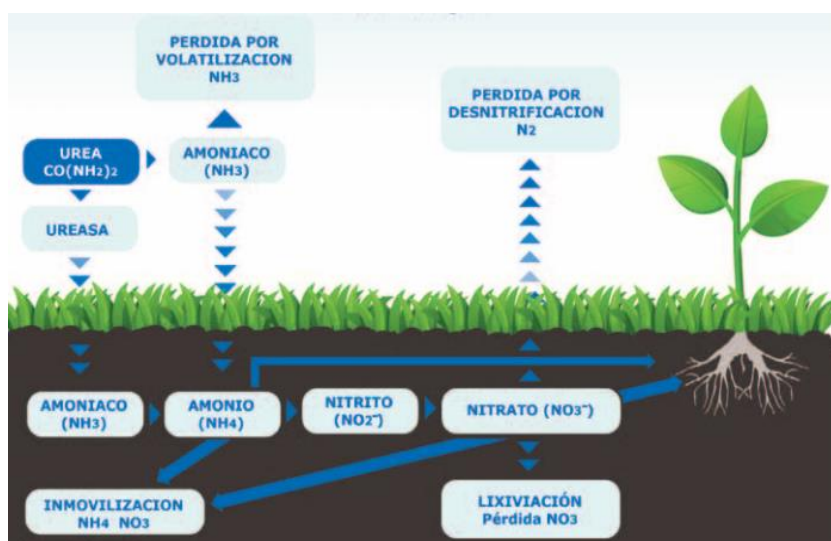 PERDIDA POR
VOLATILIZACION
NH3
PERDIDA POR
DESNITRIFICACION
N2
UREA
CO(NH2)2
AMONIACO
(NH3)
UREASA
AMONIACO
(NH3)
AMONIO
(NH4)
NITRITO
(NO2⁻)
NITRATO (NO3⁻)
INMOVILIZACION
NH4 NO3
LIXIVIACIÓN
Pérdida NO3